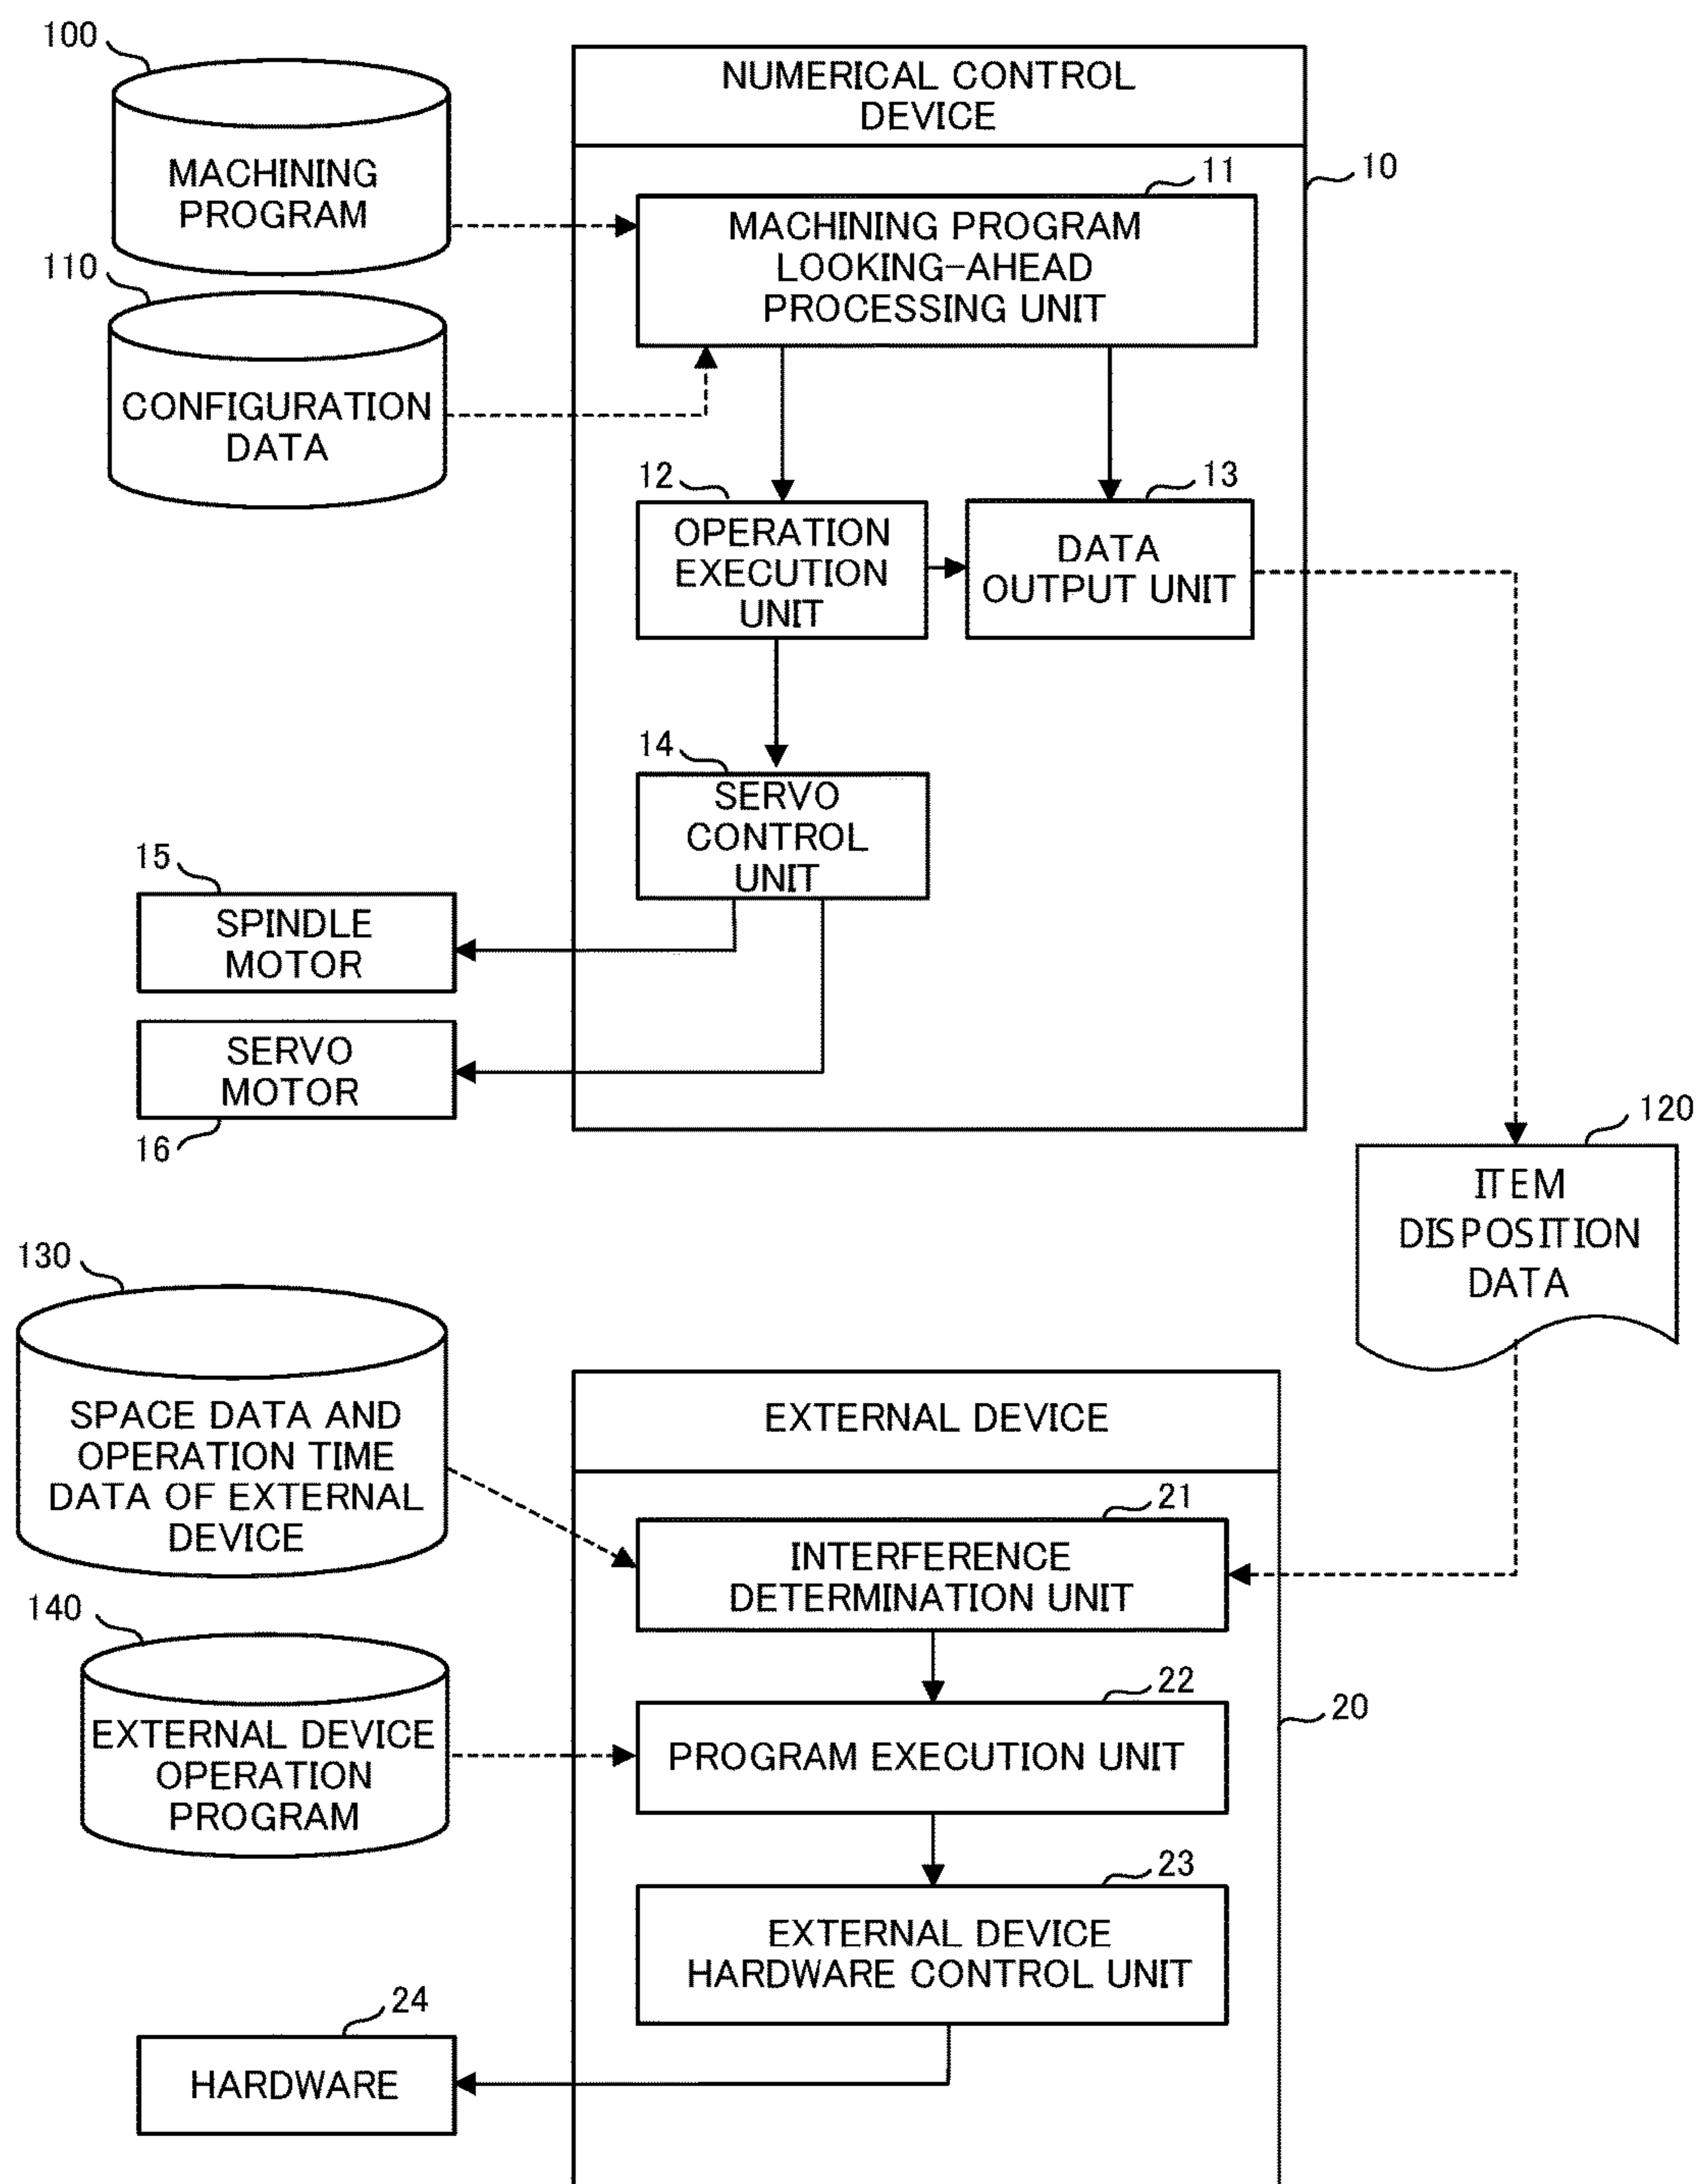 100
NUMERICAL CONTROL
DEVICE
10
MACHINING
PROGRAM
11
MACHINING PROGRAM
LOOKING-AHEAD
PROCESSING UNIT
110
CONFIGURATION
DATA
12
OPERATION
EXECUTION
UNIT
13
DATA
OUTPUT UNIT
14
SERVO
CONTROL
UNIT
15
SPINDLE
MOTOR
SERVO
MOTOR
16
120
ITEM
DISPOSITION
DATA
130
SPACE DATA AND
OPERATION TIME
DATA OF EXTERNAL
DEVICE
EXTERNAL DEVICE
21
INTERFERENCE
DETERMINATION UNIT
140
EXTERNAL DEVICE
OPERATION
PROGRAM
22
PROGRAM EXECUTION UNIT
20
23
EXTERNAL DEVICE
HARDWARE CONTROL UNIT
24
HARDWARE